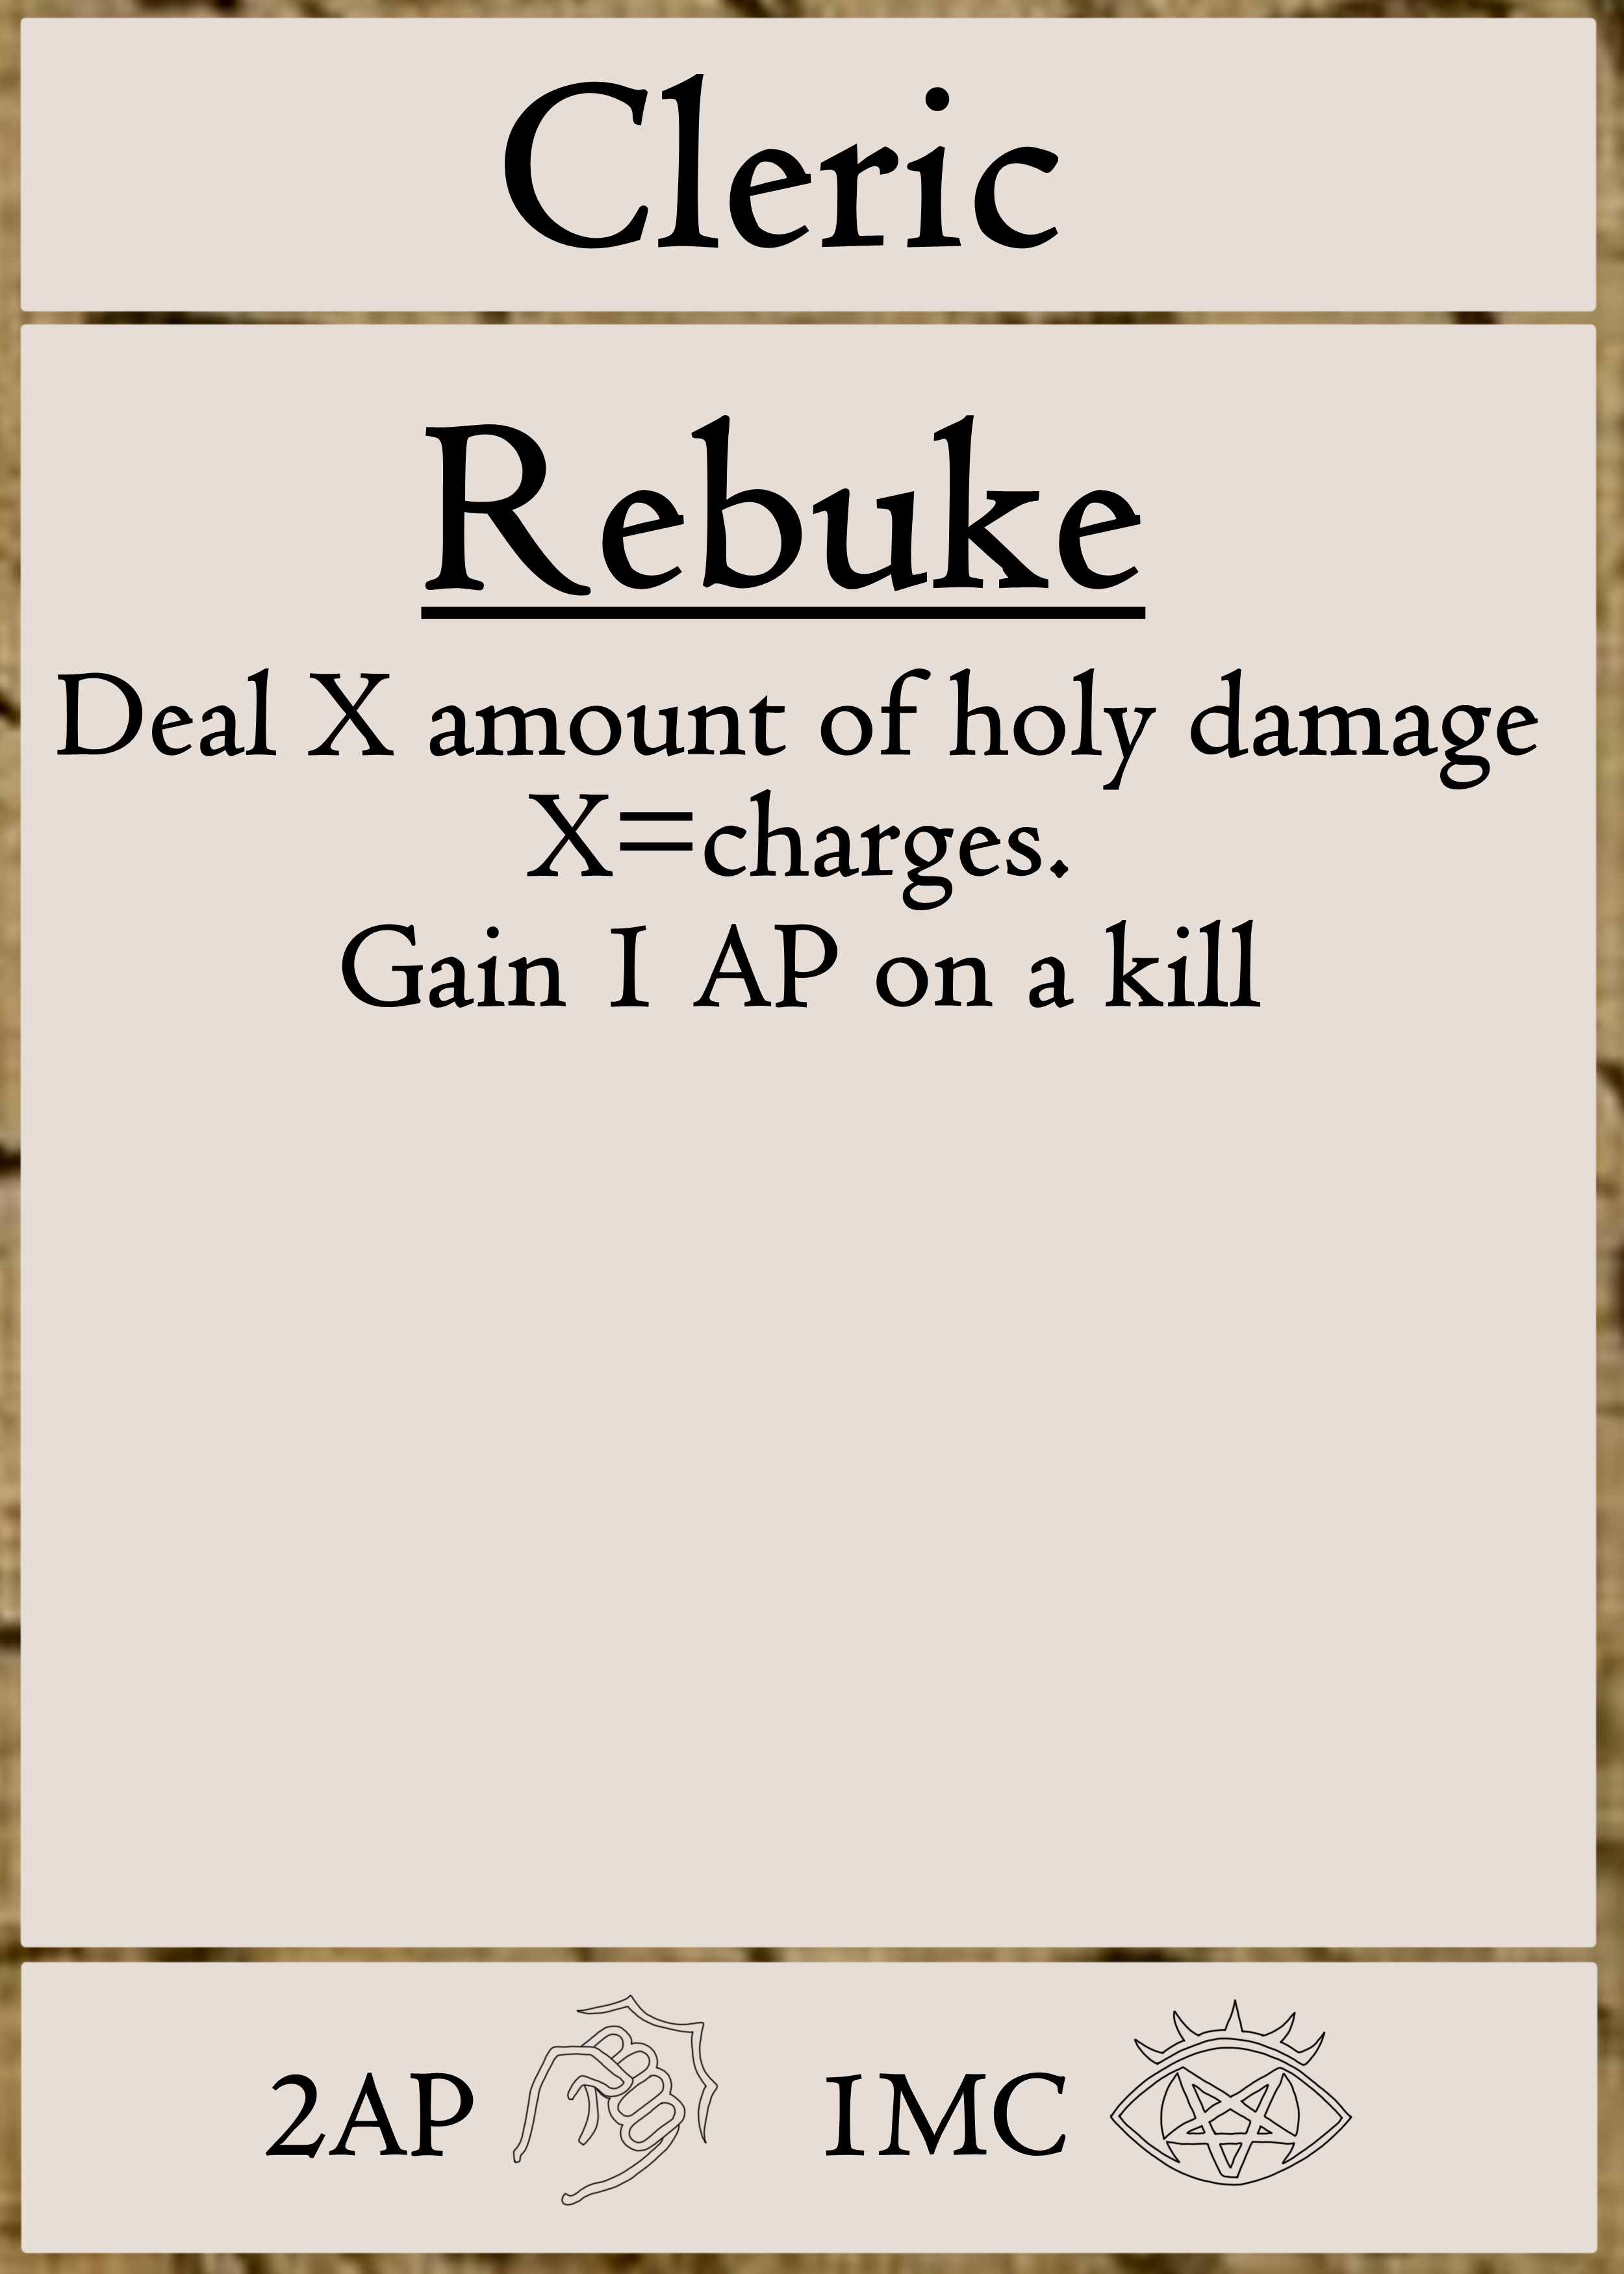 Cleric
Rebuke
Deal X amount of holy damage
X=charges.
Gain 1 AP on a kill
2AP 1MC